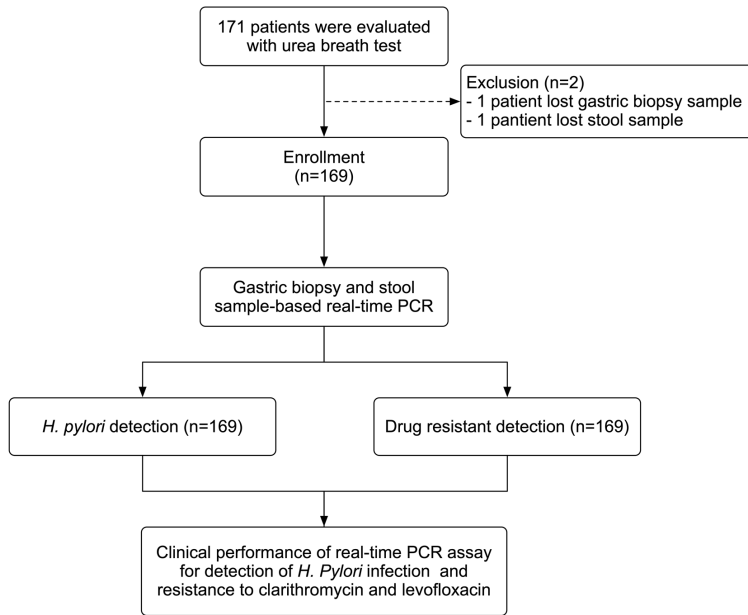 171 patients were evaluated
with urea breath test
Exclusion (n=2)
- 1 patient lost gastric biopsy sample
- 1 pantient lost stool sample
Enrollment
(n=169)
Gastric biopsy and stool
sample-based real-time PCR
H. pylori detection (n=169)
Drug resistant detection (n=169)
Clinical performance of real-time PCR assay
for detection of H. Pylori infection and
resistance to clarithromycin and levofloxacin